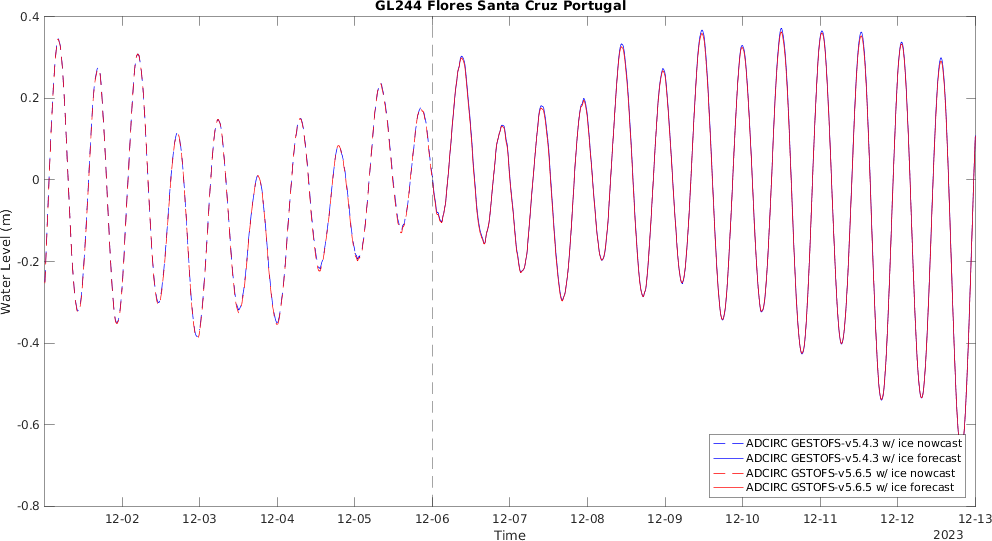 GL244 Flores Santa Cruz Portugal
0.4
0.2
0
-0.2
-0.4
-0.6
-0.8
Water Level (m)
12-02 12-03 12-04 12-05 12-06 12-07 12-08 12-09 12-10 12-11 12-12 12-13
Time
2023
ADCIRC GESTOFS-v5.4.3 w/ ice nowcast
ADCIRC GESTOFS-v5.4.3 w/ ice forecast
ADCIRC GSTOFS-v5.6.5 w/ ice nowcast
ADCIRC GSTOFS-v5.6.5 w/ ice forecast